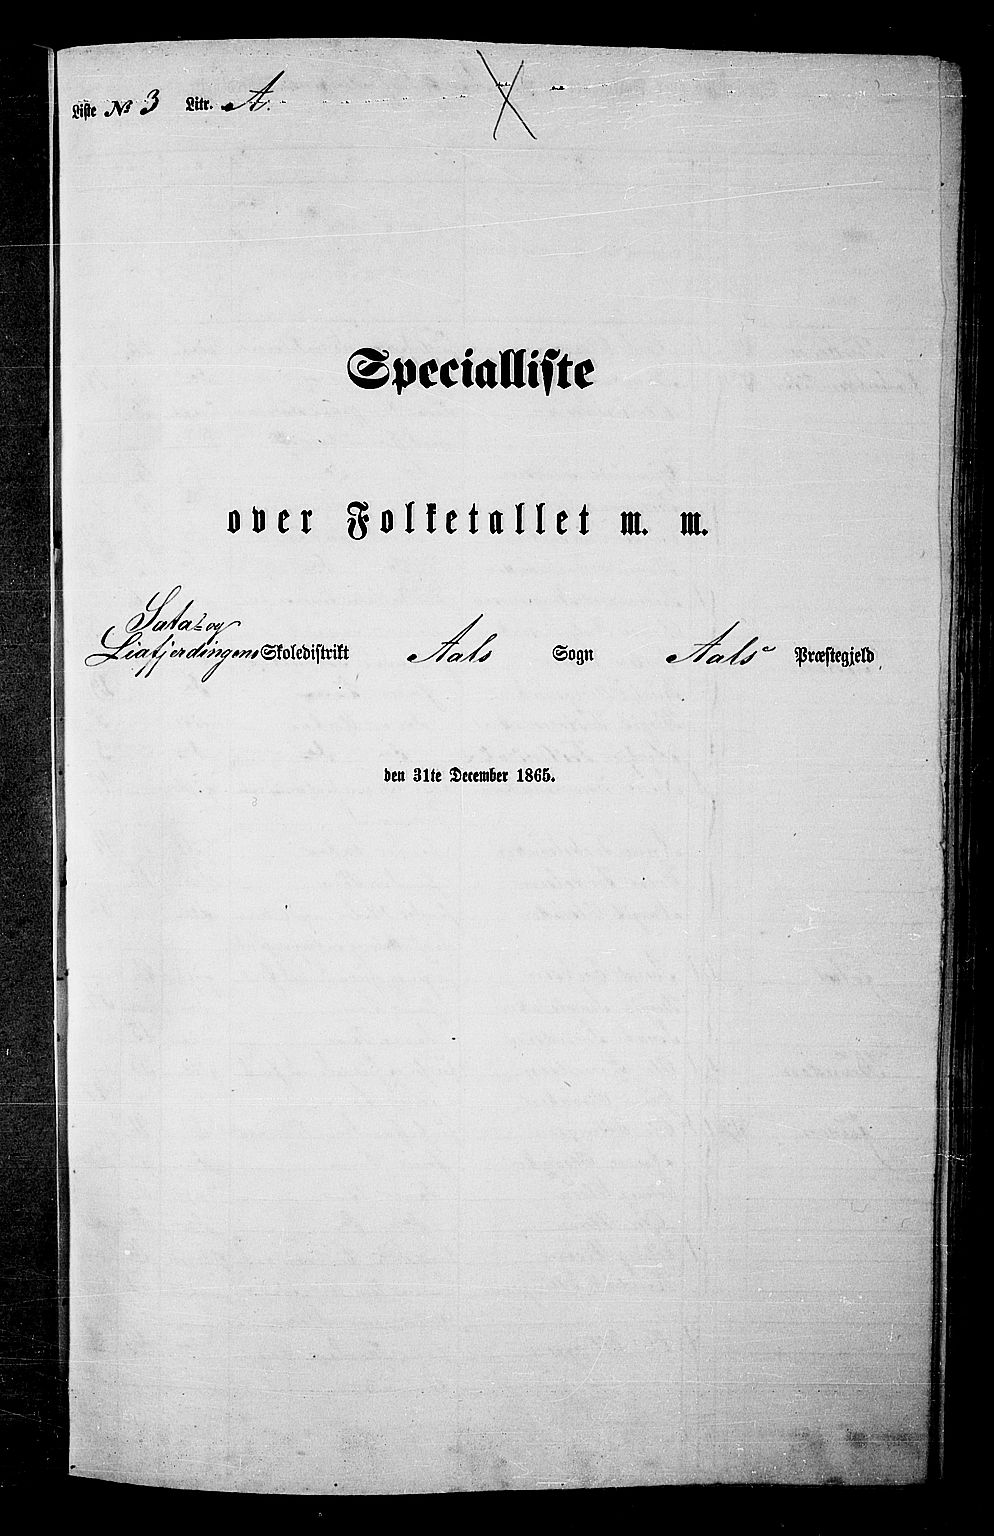 Liste No 3 Litr. A.
Specialliste
over Folketallet m. m.
Sata- og
Liafjerdingens Skoledistrikt Aals Sogn Aals Præstegjeld
den 31te December 1865.